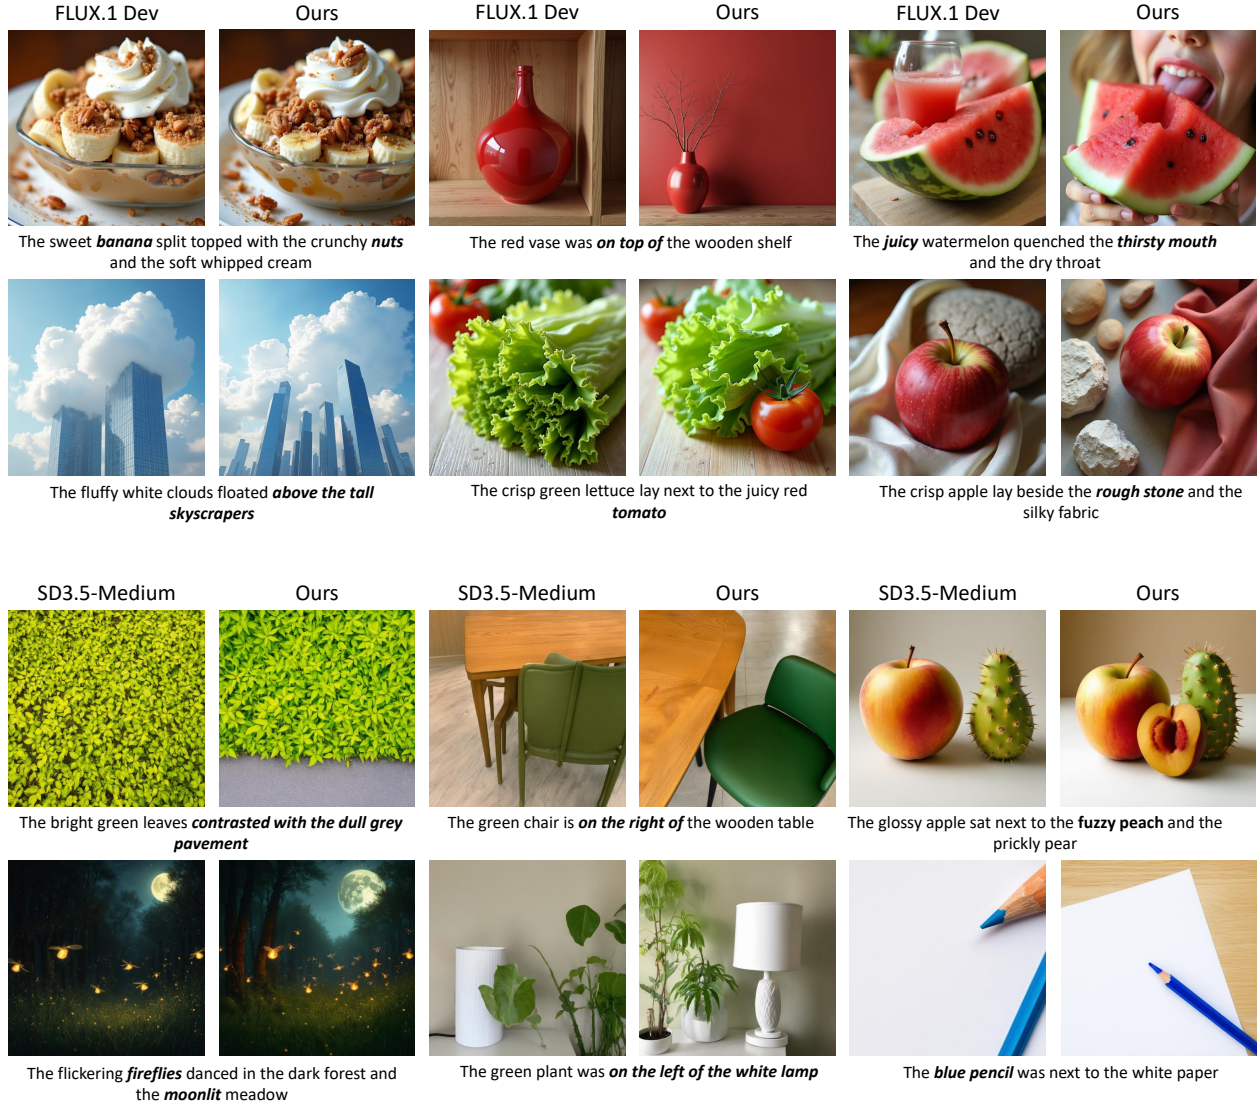 FLUX.1 Dev
Ours
FLUX.1 Dev
Ours
FLUX.1 Dev
Ours
The sweet banana split topped with the crunchy nuts
and the soft whipped cream
The red vase was on top of the wooden shelf
The juicy watermelon quenched the thirsty mouth
and the dry throat
The fluffy white clouds floated above the tall
skyscrapers
The crisp green lettuce lay next to the juicy red
tomato
The crisp apple lay beside the rough stone and the
silky fabric
SD3.5-Medium
Ours
SD3.5-Medium
Ours
SD3.5-Medium
Ours
The bright green leaves contrasted with the dull grey
pavement
The green chair is on the right of the wooden table
The glossy apple sat next to the fuzzy peach and the
prickly pear
The flickering fireflies danced in the dark forest and
the moonlit meadow
The green plant was on the left of the white lamp
The blue pencil was next to the white paper